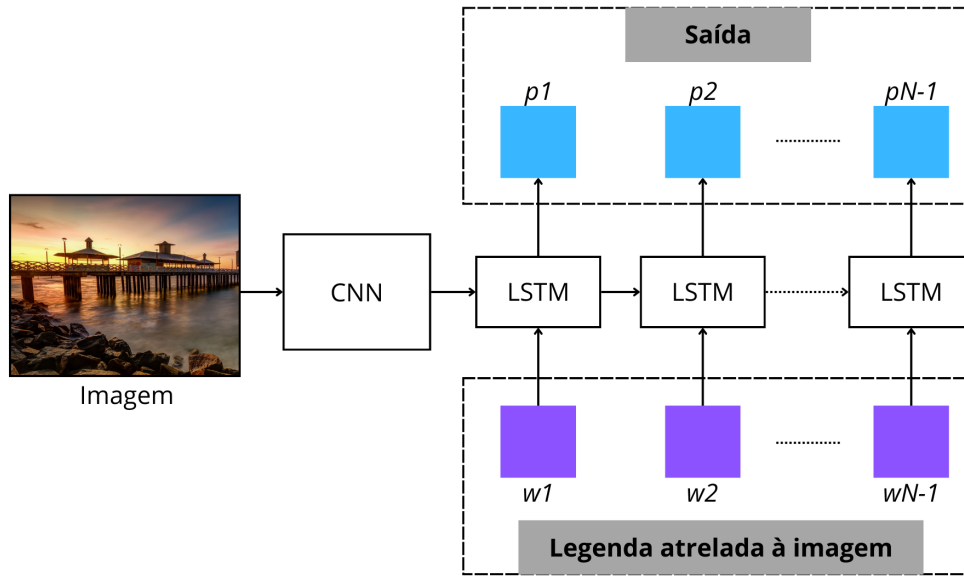 Saída
p1
p2
pN-1
CNN
LSTM
LSTM
LSTM
Imagem
w1
w2
wN-1
Legenda atrelada à imagem